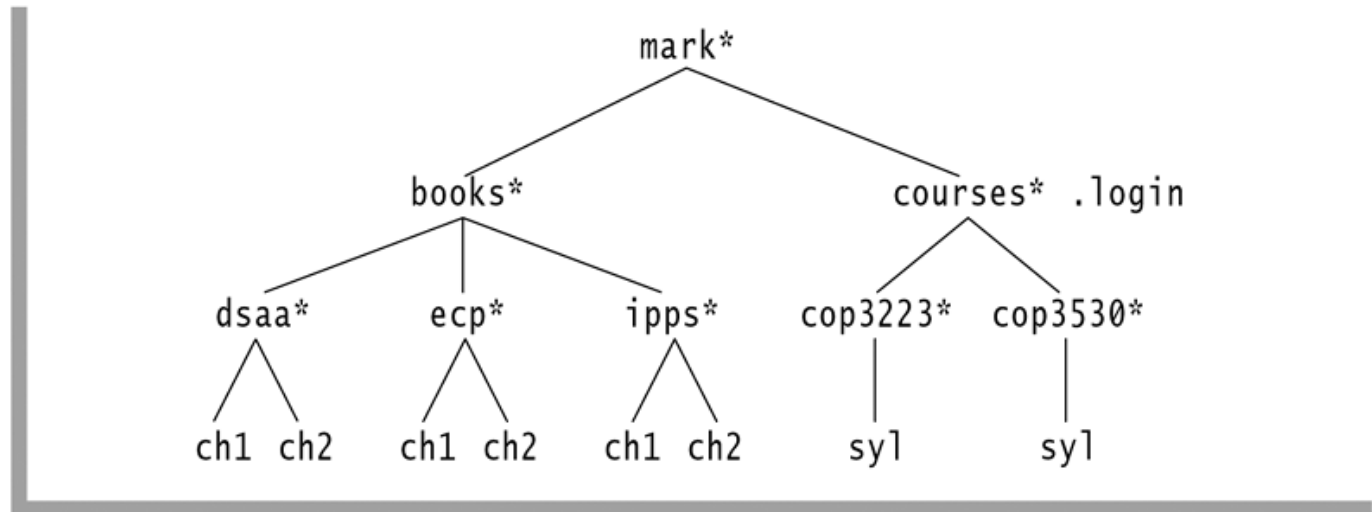 mark*
books* courses* .login
dsaa* ecp* ipps* cop3223* cop3530*
ch1 ch2 ch1 ch2 ch1 ch2 syl syl